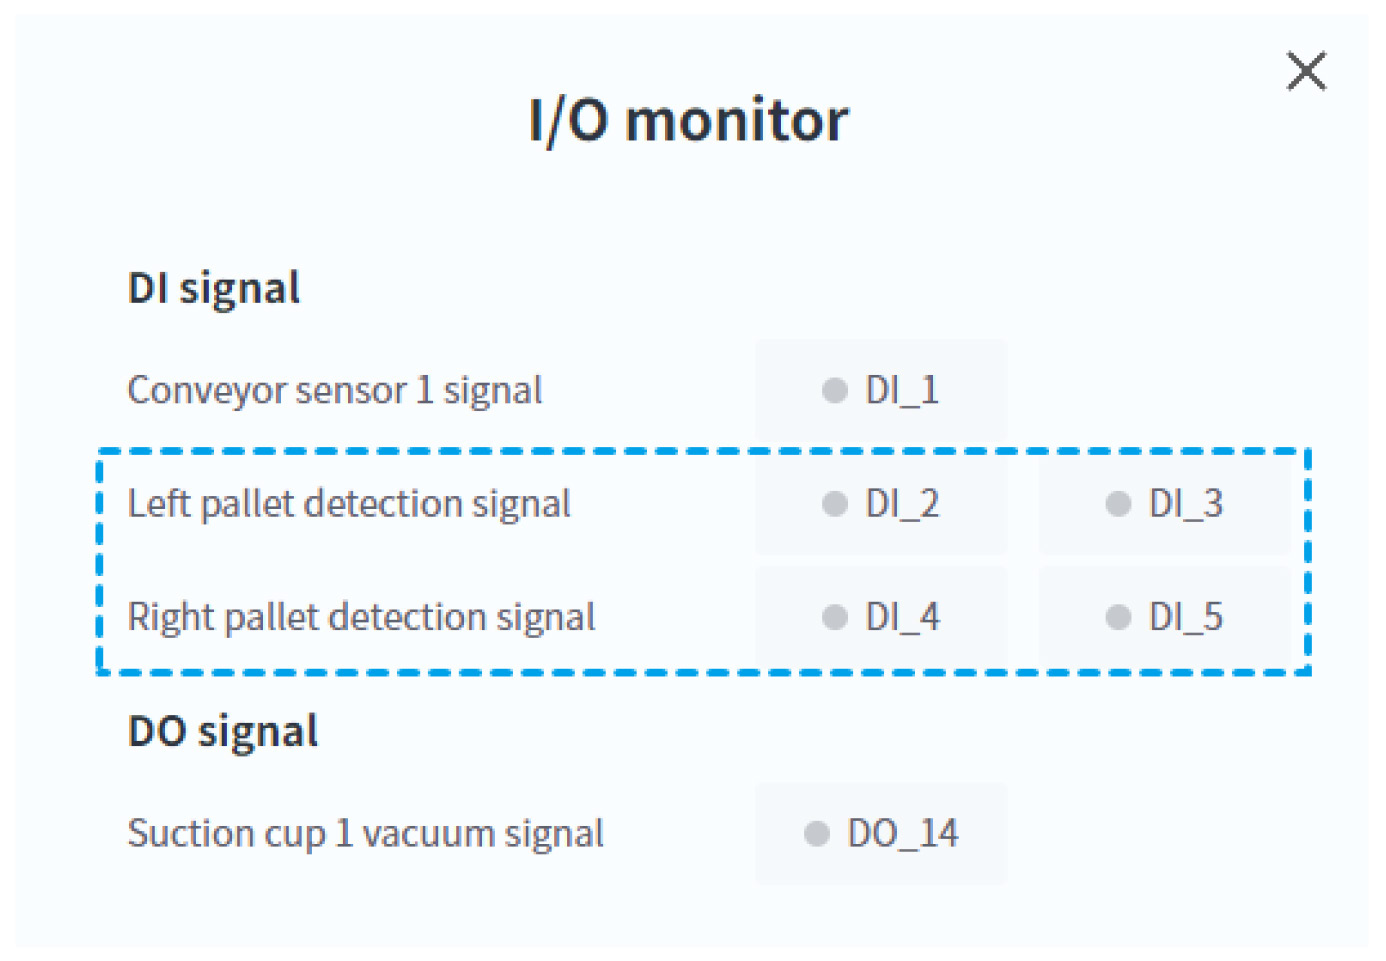 I/O monitor
DI signal
Conveyor sensor 1 signal DI_1
Left pallet detection signal DI_2 DI_3
Right pallet detection signal DI_4 DI_5
DO signal
Suction cup 1 vacuum signal DO_14